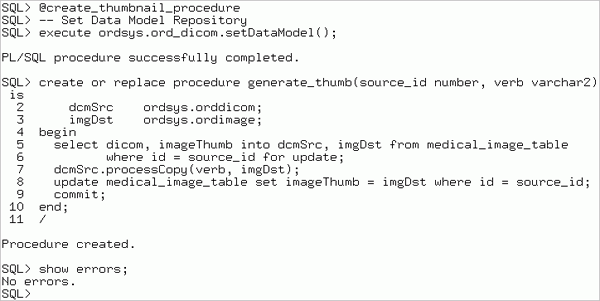 SQL> @create_thumbnail_procedure
SQL> -- Set Data Model Repository
SQL> execute ordsys.ord_dicom.setDataModel();
PL/SQL procedure successfully completed.
SQL> create or replace procedure generate_thumb(source_id number, verb varchar2)
is
2 dcmSrc ordsys.orddicom;
3 imgDst ordsys.ordimage;
4 begin
5 select dicom, imageThumb into dcmSrc, imgDst from medical_image_table
6 where id = source_id for update;
7 dcmSrc.processCopy(verb, imgDst);
8 update medical_image_table set imageThumb = imgDst where id = source_id;
9 commit;
10 end;
11 /
Procedure created.
SQL> show errors;
No errors.
SQL>